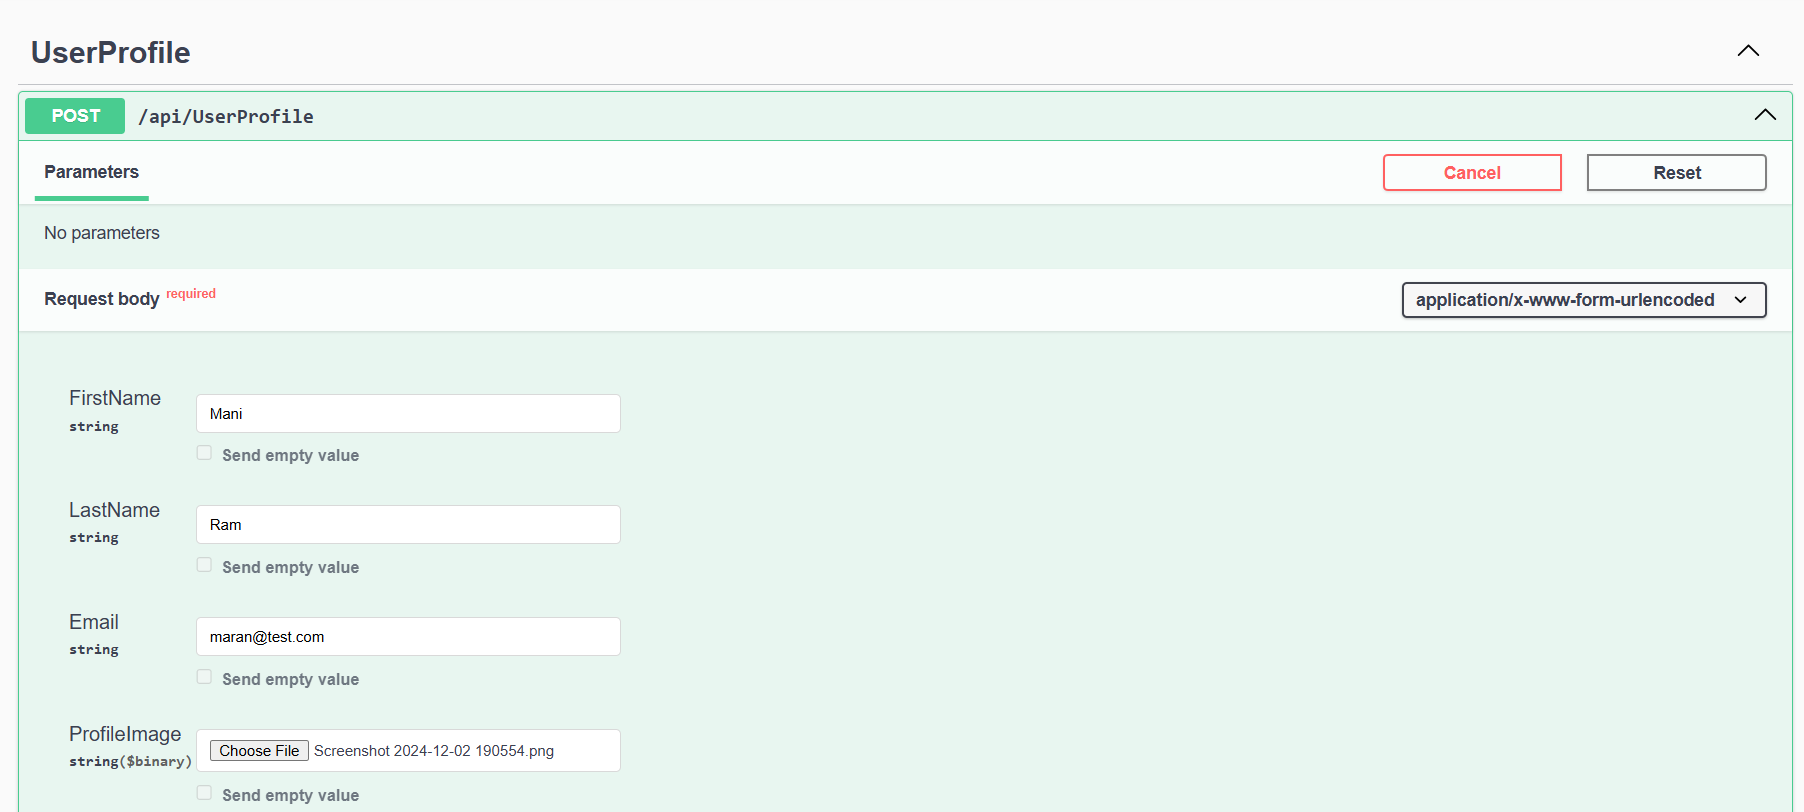 UserProfile
POST /api/UserProfile
Parameters
Cancel
Reset
No parameters
Request body required
application/x-www-form-urlencoded
FirstName
string
Mani
Send empty value
LastName
string
Ram
Send empty value
Email
string
maran@test.com
Send empty value
ProfileImage
string($binary)
Choose File Screenshot 2024-12-02 190554.png
Send empty value